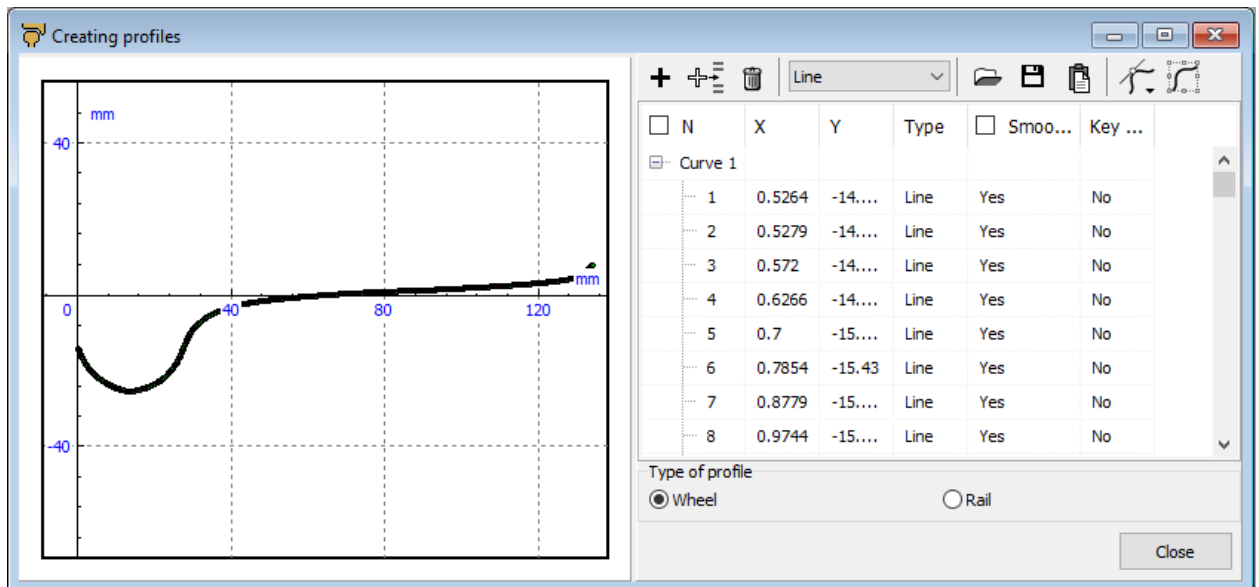 Creating profiles
mm
40
mm
0
40
80
120
-40
Line
N X Y Type Smoo... Key ...
Curve 1
1 0.5264 -14.... Line Yes No
2 0.5279 -14.... Line Yes No
3 0.572 -14.... Line Yes No
4 0.6266 -14.... Line Yes No
5 0.7 -15.... Line Yes No
6 0.7854 -15.43 Line Yes No
7 0.8779 -15.... Line Yes No
8 0.9744 -15.... Line Yes No
Type of profile
Wheel Rail
Close